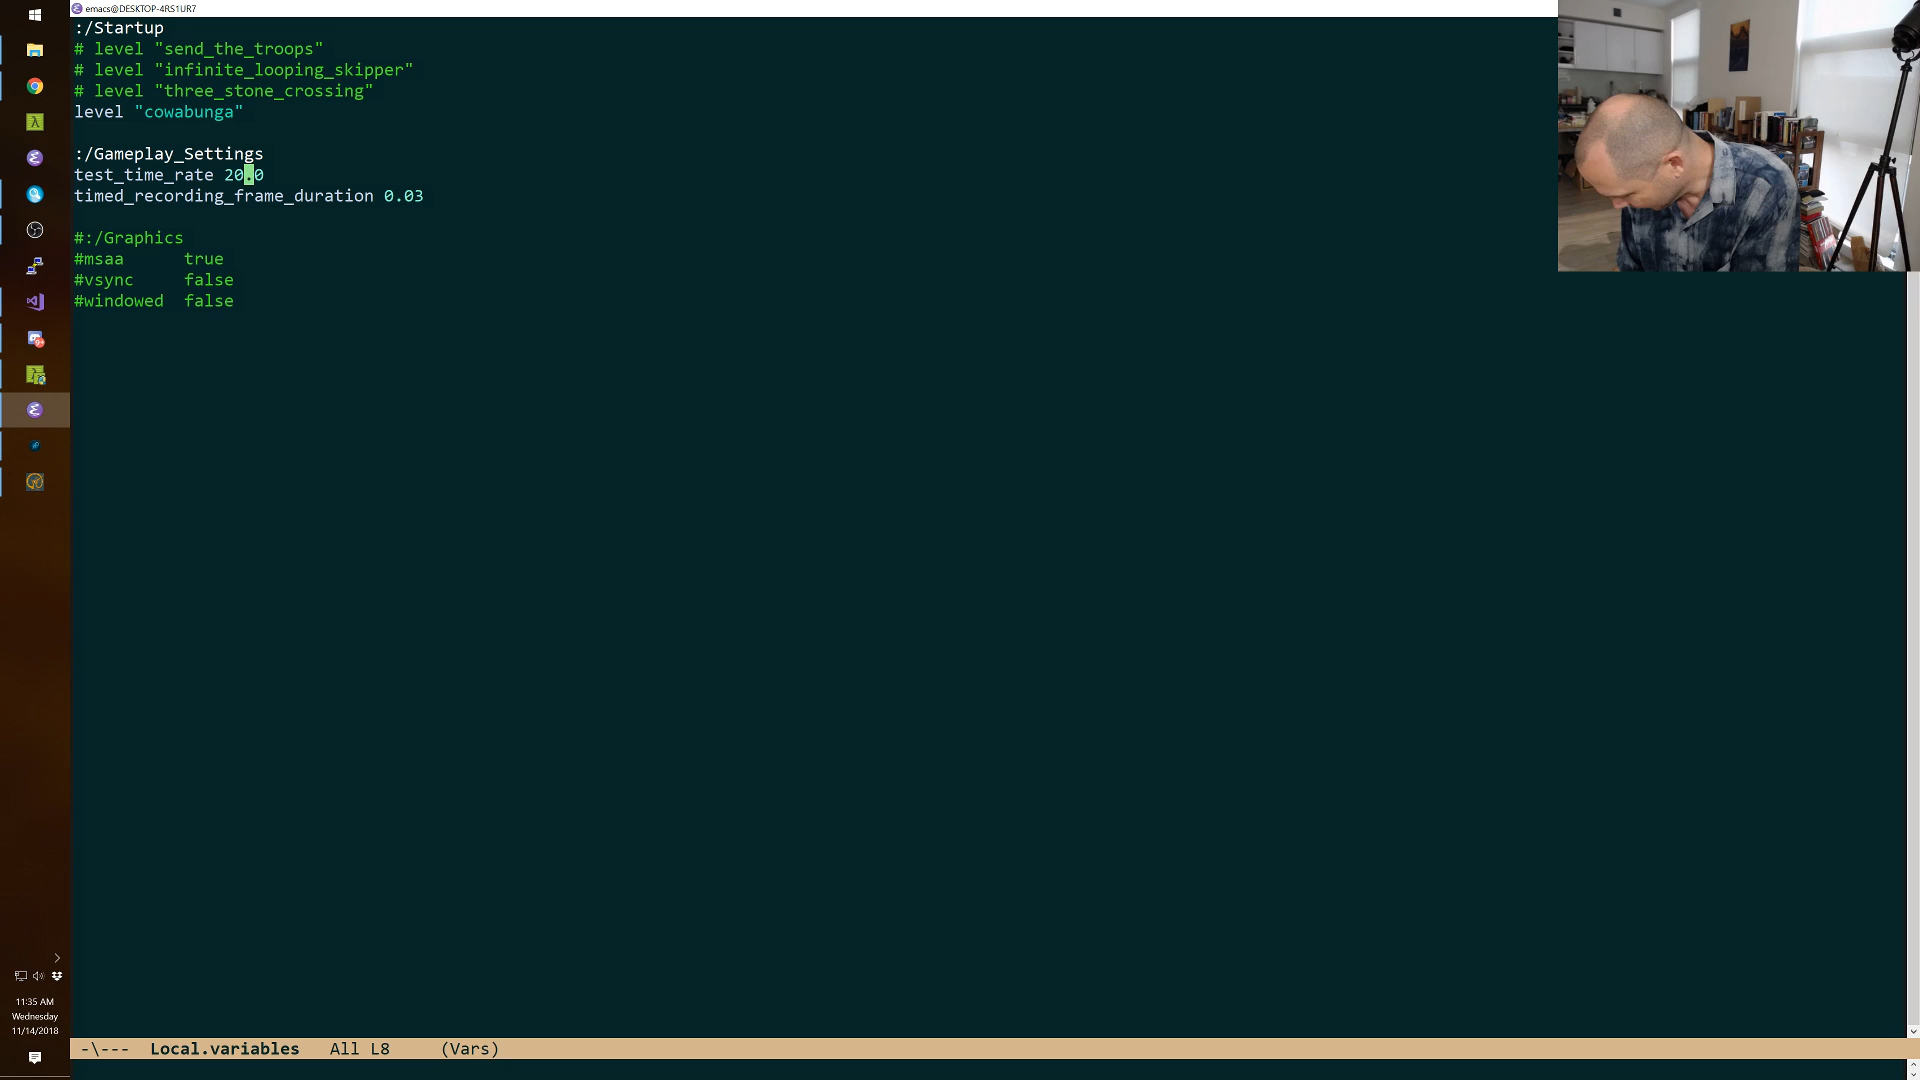 emacs@DESKTOP-4RS1UR7
:/Startup
# level "send_the_troops"
# level "infinite_looping_skipper"
# level "three_stone_crossing"
level "cowabunga"
:/Gameplay_Settings
test_time_rate 20.0
timed_recording_frame_duration 0.03
#:/Graphics
#msaa      true
#vsync     false
#windowed  false
11:35 AM
Wednesday
11/14/2018
-\---  Local.variables   All L8     (Vars)